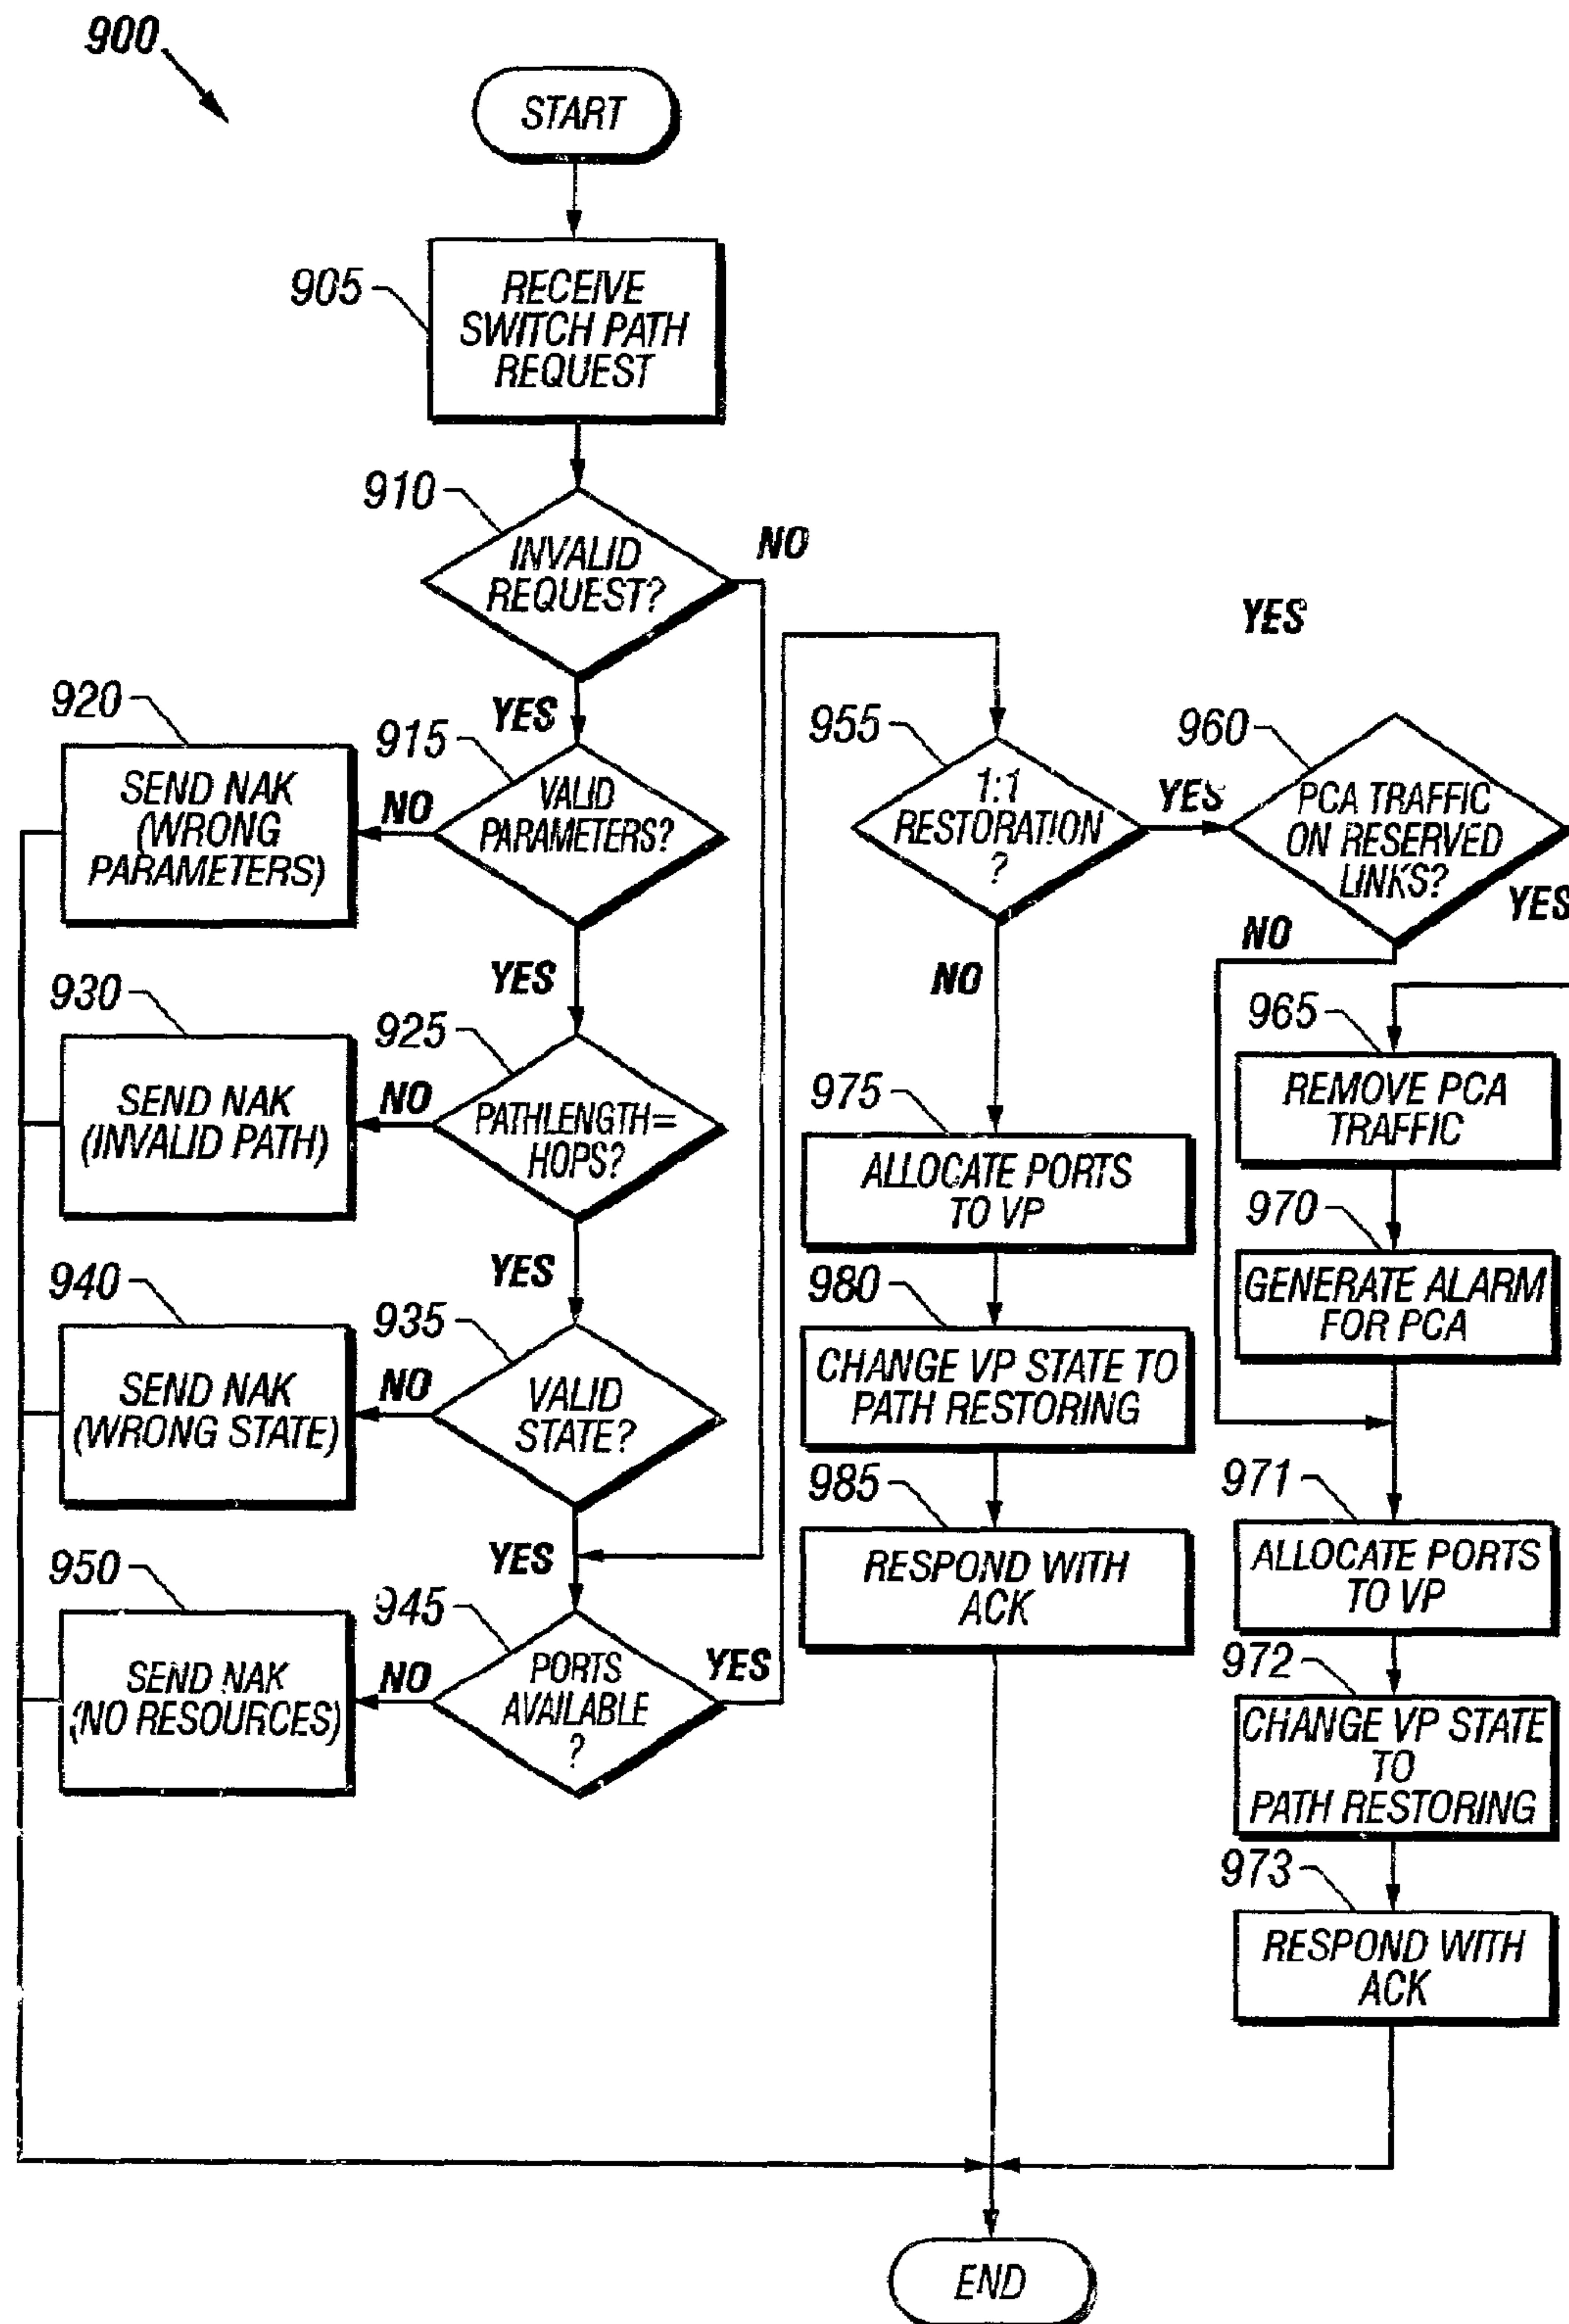 900
START
905
RECEIVE
SWITCH PATH
REQUEST
910
INVALID
REQUEST?
NO
YES
915
VALID
PARAMETERS?
NO
920
SEND NAK
(WRONG
PARAMETERS)
YES
925
PATHLENGTH=
HOPS?
NO
930
SEND NAK
(INVALID PATH)
YES
935
VALID
STATE?
NO
940
SEND NAK
(WRONG STATE)
YES
945
PORTS
AVAILABLE
?
NO
YES
950
SEND NAK
(NO RESOURCES)
955
1:1
RESTORATION
?
YES
NO
YES
960
PCA TRAFFIC
ON RESERVED
LINKS?
YES
NO
965
REMOVE PCA
TRAFFIC
970
GENERATE ALARM
FOR PCA
971
ALLOCATE PORTS
TO VP
972
CHANGE VP STATE
TO
PATH RESTORING
973
RESPOND WITH
ACK
975
ALLOCATE PORTS
TO VP
980
CHANGE VP STATE TO
PATH RESTORING
985
RESPOND WITH
ACK
END